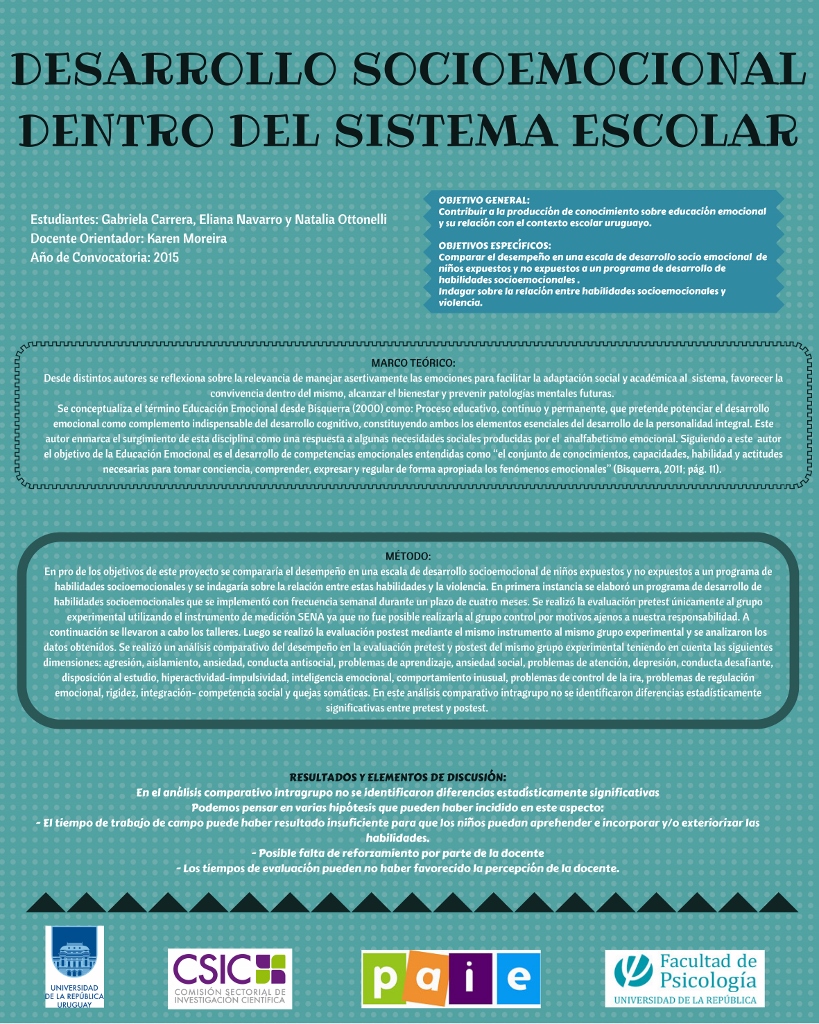 DESARROLLO SOCIOEMOCIONAL
DENTRO DEL SISTEMA ESCOLAR
Estudiantes: Gabriela Carrera, Eliana Navarro y Natalia Ottonelli
Docente Orientador: Karen Moreira
Año de Convocatoria: 2015
OBJETIVO GENERAL:
Contribuir a la producción de conocimiento sobre educación emocional
y su relación con el contexto escolar uruguayo.
OBJETIVOS ESPECÍFICOS:
Comparar el desempeño en una escala de desarrollo socio emocional de
niños expuestos y no expuestos a un programa de desarrollo de
habilidades socioemocionales .
Indagar sobre la relación entre habilidades socioemocionales y
violencia.
MARCO TEÓRICO:
Desde distintos autores se reflexiona sobre la relevancia de manejar asertivamente las emociones para facilitar la adaptación social y académica al sistema, favorecer la
convivencia dentro del mismo, alcanzar el bienestar y prevenir patologías mentales futuras.
Se conceptualiza el término Educación Emocional desde Bisquerra (2000) como: Proceso educativo, continuo y permanente, que pretende potenciar el desarrollo
emocional como complemento indispensable del desarrollo cognitivo, constituyendo ambos los elementos esenciales del desarrollo de la personalidad integral. Este
autor enmarca el surgimiento de esta disciplina como una respuesta a algunas necesidades sociales producidas por el analfabetismo emocional. Siguiendo a este autor
el objetivo de la Educación Emocional es el desarrollo de competencias emocionales entendidas como "el conjunto de conocimientos, capacidades, habilidad y actitudes
necesarias para tomar conciencia, comprender, expresar y regular de forma apropiada los fenómenos emocionales" (Bisquerra, 2011; pág. 11).
MÉTODO:
En pro de los objetivos de este proyecto se compararía el desempeño en una escala de desarrollo socioemocional de niños expuestos y no expuestos a un programa de
habilidades socioemocionales y se indagaría sobre la relación entre estas habilidades y la violencia. En primera instancia se elaboró un programa de desarrollo de
habilidades socioemocionales que se implementó con frecuencia semanal durante un plazo de cuatro meses. Se realizó la evaluación pretest únicamente al grupo
experimental utilizando el instrumento de medición SENA ya que no fue posible realizarla al grupo control por motivos ajenos a nuestra responsabilidad. A
continuación se llevaron a cabo los talleres. Luego se realizó la evaluación postest mediante el mismo instrumento al mismo grupo experimental y se analizaron los
datos obtenidos. Se realizó un análisis comparativo del desempeño en la evaluación pretest y postest del mismo grupo experimental teniendo en cuenta las siguientes
dimensiones: agresión, aislamiento, ansiedad, conducta antisocial, problemas de aprendizaje, ansiedad social, problemas de atención, depresión, conducta desafiante,
disposición al estudio, hiperactividad-impulsividad, inteligencia emocional, comportamiento inusual, problemas de control de la ira, problemas de regulación
emocional, rigidez, integración- competencia social y quejas somáticas. En este análisis comparativo intragrupo no se identificaron diferencias estadísticamente
significativas entre pretest y postest.
RESULTADOS Y ELEMENTOS DE DISCUSIÓN:
En el análisis comparativo intragrupo no se identificaron diferencias estadísticamente significativas
Podemos pensar en varias hipótesis que pueden haber incidido en este aspecto:
- El tiempo de trabajo de campo puede haber resultado insuficiente para que los niños puedan aprehender e incorporar y/o exteriorizar las
habilidades.
- Posible falta de reforzamiento por parte de la docente
- Los tiempos de evaluación pueden no haber favorecido la percepción de la docente.
UNIVERSIDAD
DE LA REPÚBLICA
URUGUAY
CSIC
COMISIÓN SECTORIAL DE
INVESTIGACIÓN CIENTÍFICA
paie
Facultad de
Psicología
UNIVERSIDAD DE LA REPÚBLICA